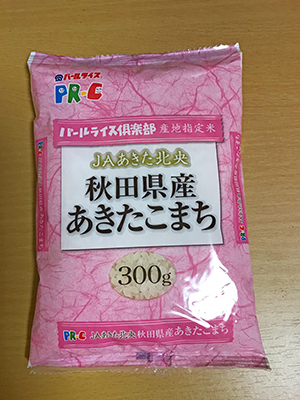 パールライス
PR-C
パールライス倶楽部 産地指定米
JAあきた北央
秋田県産
あきたこまち
300g
PR-C JAあきた北央 秋田県産あきたこまち